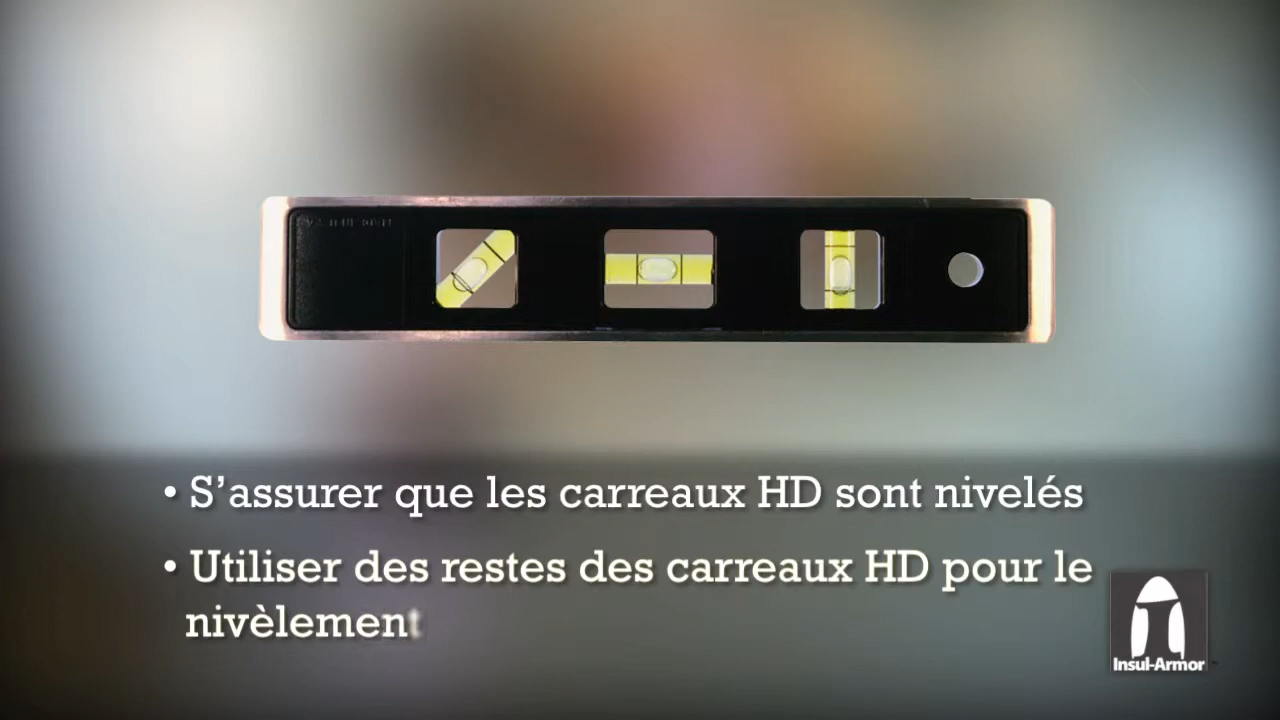 • S’assurer que les carreaux HD sont nivelés
• Utiliser des restes des carreaux HD pour le
nivèlement
Insul-Armor